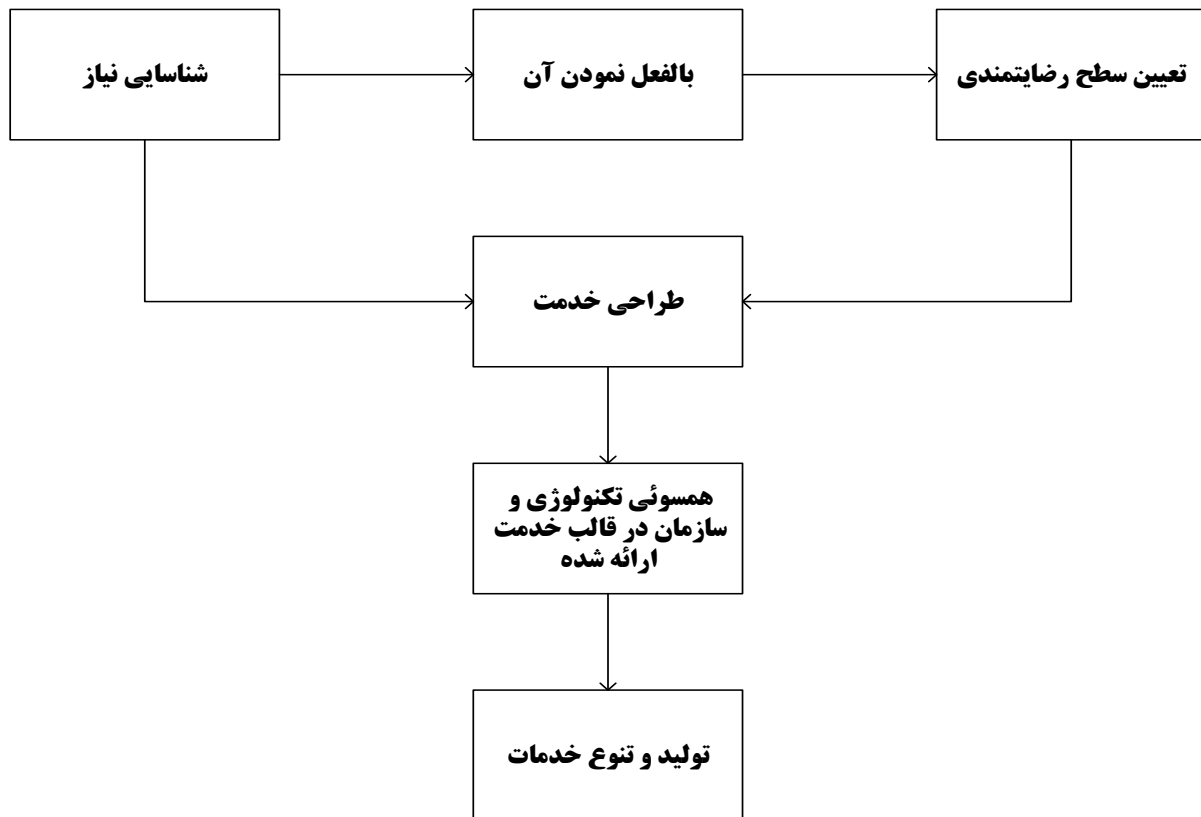 شناسایی نیاز
بالفعل نمودن آن
تعیین سطح رضایتمندی
طراحی خدمت
همسوئی تکنولوژی و
سازمان در قالب خدمت
ارائه شده
تولید و تنوع خدمات